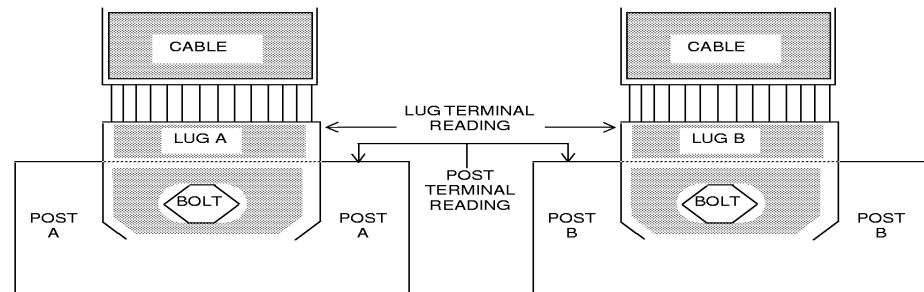 CABLE
CABLE
LUG TERMINAL
READING
LUG A
LUG B
POST
TERMINAL
READING
BOLT
BOLT
POST
A
POST
A
POST
B
POST
B